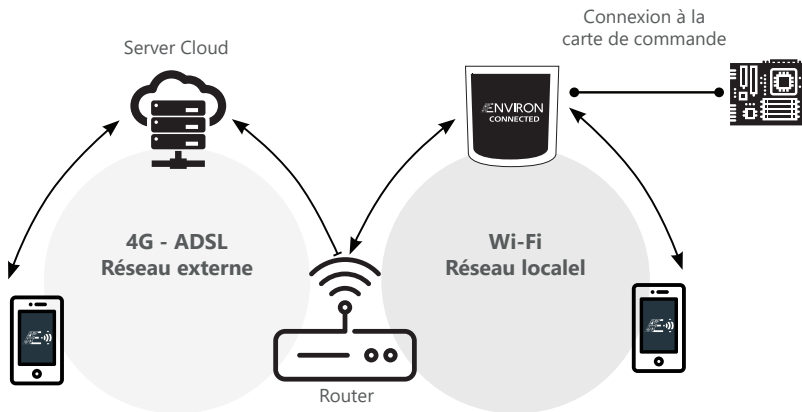 Connexion à la
carte de commande
Server Cloud
ENVIRON
CONNECTED
4G - ADSL
Réseau externe
Wi-Fi
Réseau localel
Router